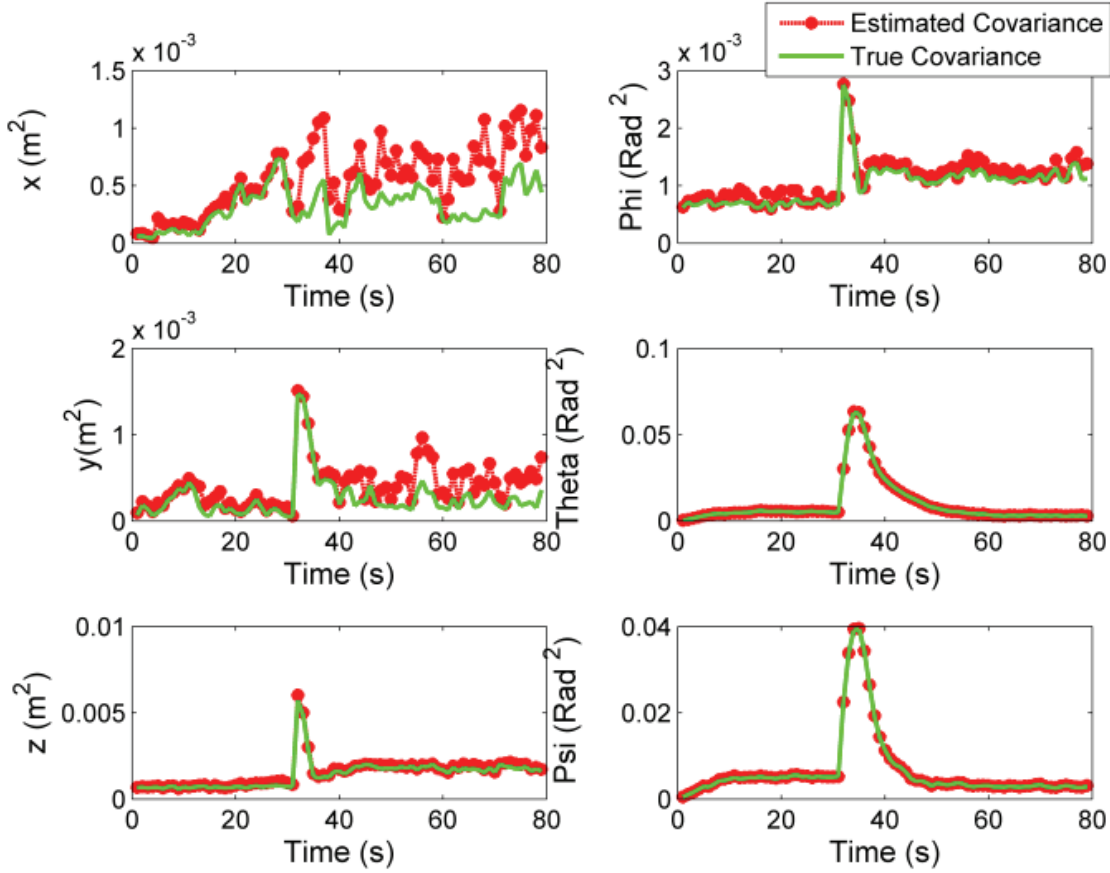 Estimated Covariance
True Covariance
x 10⁻³
1.5
1
0.5
0
x (m²)
0 20 40 60 80
Time (s)
x 10⁻³
3
2
1
0
Phi (Rad ²)
0 20 40 60 80
Time (s)
x 10⁻³
2
1
0
y(m²)
0 20 40 60 80
Time (s)
0.1
0.05
0
Theta (Rad ²)
0 20 40 60 80
Time (s)
0.01
0.005
0
z (m²)
0 20 40 60 80
Time (s)
0.04
0.02
0
Psi (Rad ²)
0 20 40 60 80
Time (s)